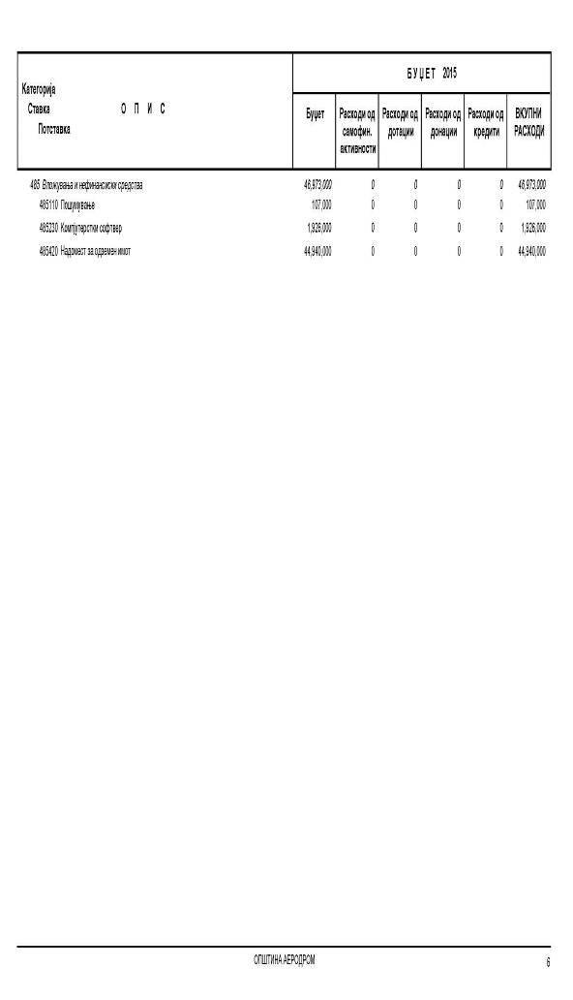 БУЏЕТ 2015
Категорија
Ставка О П И С
Потставка
Буџет Расходи од самофин. активности Расходи од дотации Расходи од донации Расходи од кредити ВКУПНИ РАСХОДИ
485 Вложувања и нефинансиски средства 46,973,000 0 0 0 0 46,973,000
485110 Пошумување 107,000 0 0 0 0 107,000
485230 Компјутерстки софтвер 1,926,000 0 0 0 0 1,926,000
485420 Надомест за одземен имот 44,940,000 0 0 0 0 44,940,000
ОПШТИНА АЕРОДРОМ 6